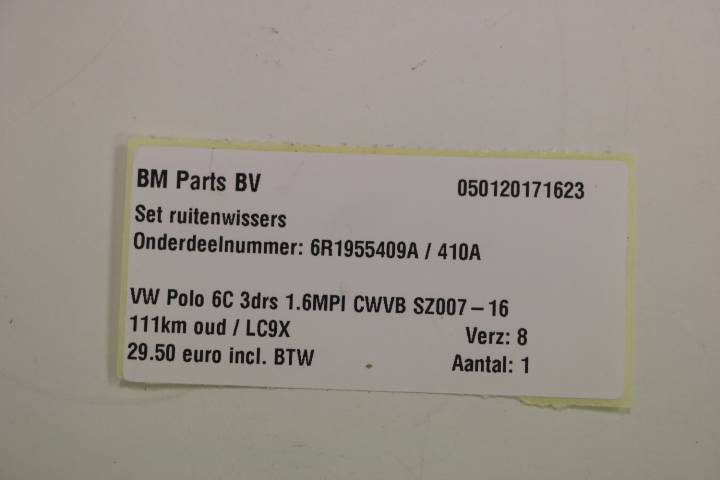 BM Parts BV 050120171623
Set ruitenwissers
Onderdeelnummer: 6R1955409A / 410A
VW Polo 6C 3drs 1.6MPI CWVB SZ007-16
111km oud / LC9X Verz: 8
29.50 euro incl. BTW Aantal: 1